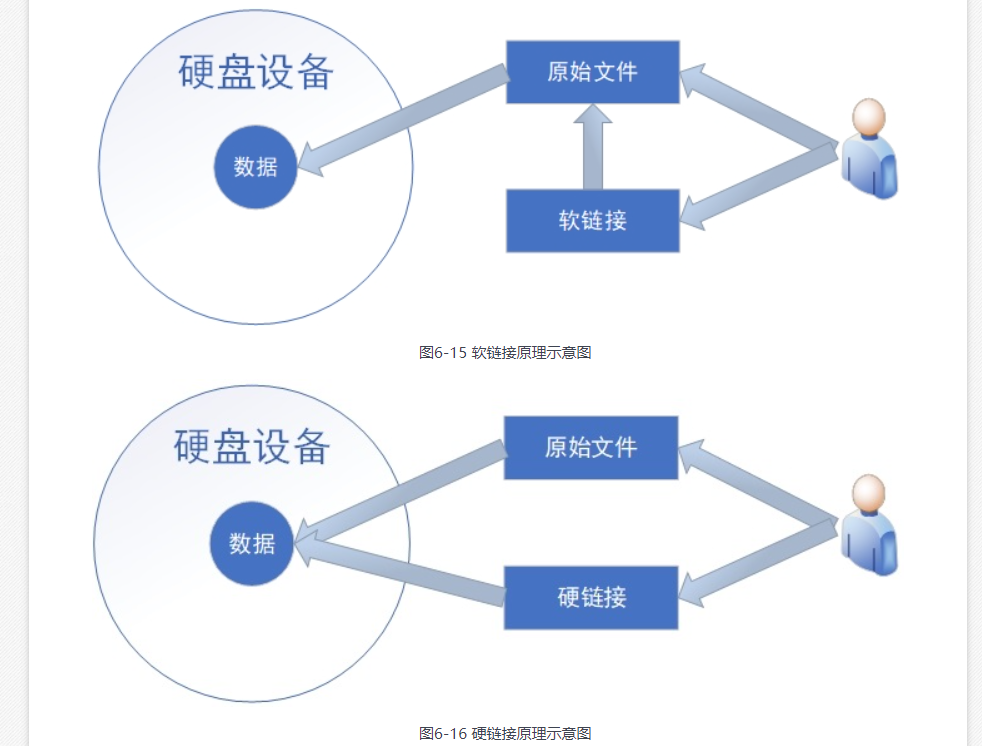 硬盘设备
原始文件
数据
软链接
图6-15 软链接原理示意图
硬盘设备
原始文件
数据
硬链接
图6-16 硬链接原理示意图